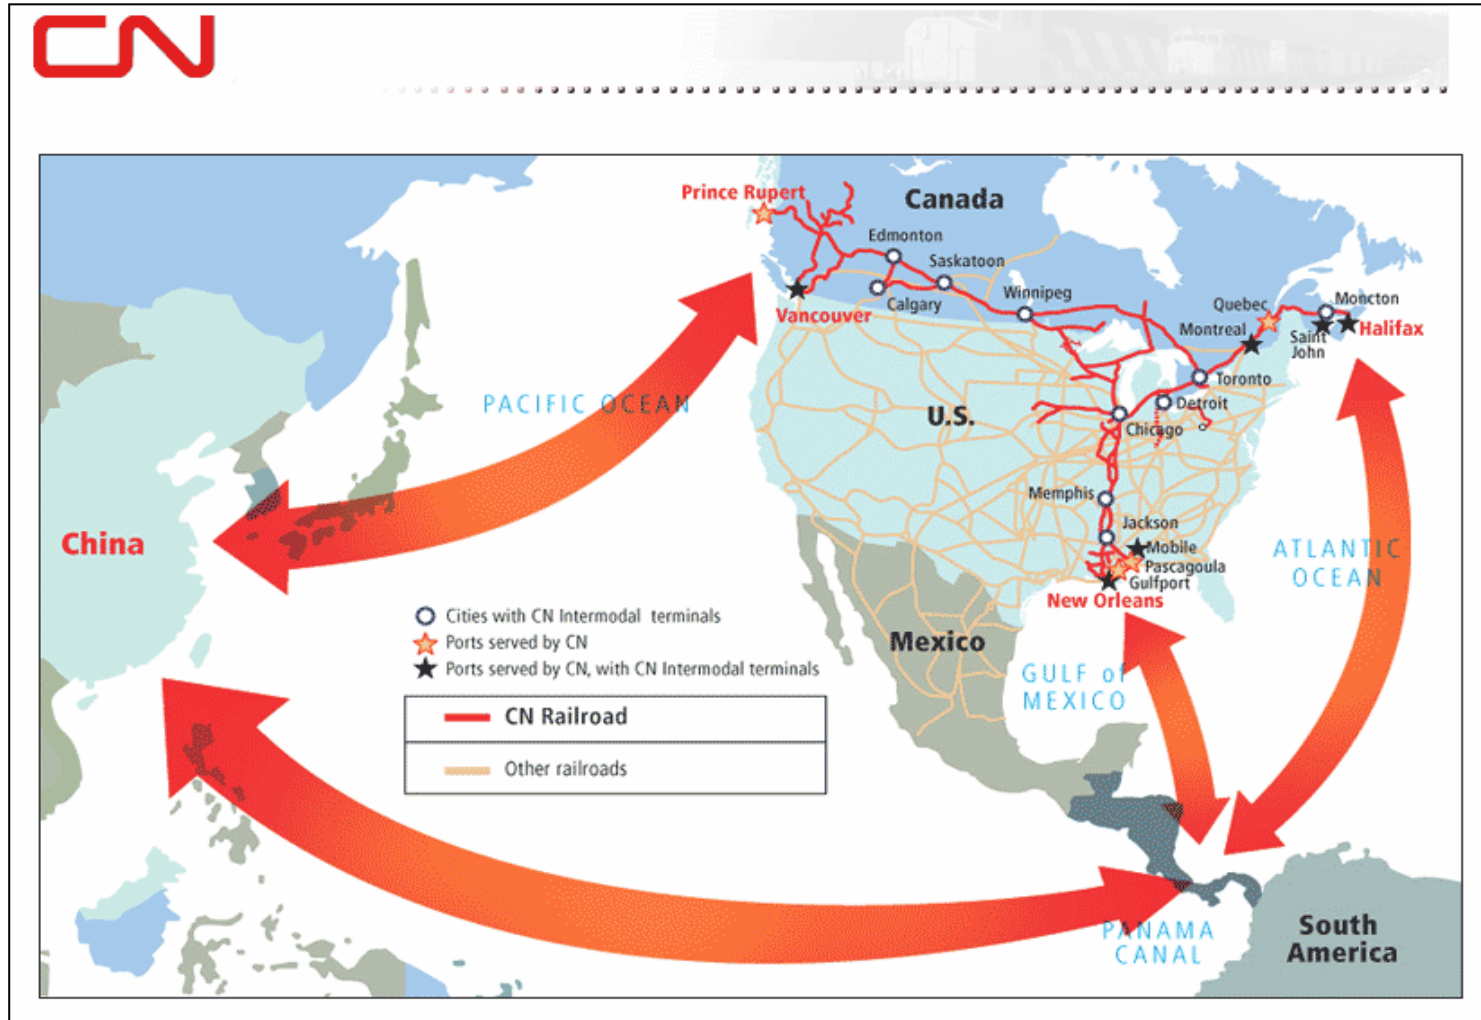 CN
Prince Rupert
Canada
Edmonton
Saskatoon
Calgary
Winnipeg
Vancouver
Quebec
Moncton
Montreal
Saint
John
Halifax
Toronto
Detroit
Chicago
PACIFIC OCEAN
U.S.
Memphis
Jackson
Mobile
Pascagoula
Gulfport
New Orleans
ATLANTIC
OCEAN
China
Mexico
GULF of
MEXICO
Cities with CN Intermodal terminals
Ports served by CN
Ports served by CN, with CN Intermodal terminals
CN Railroad
Other railroads
PANAMA
CANAL
South
America